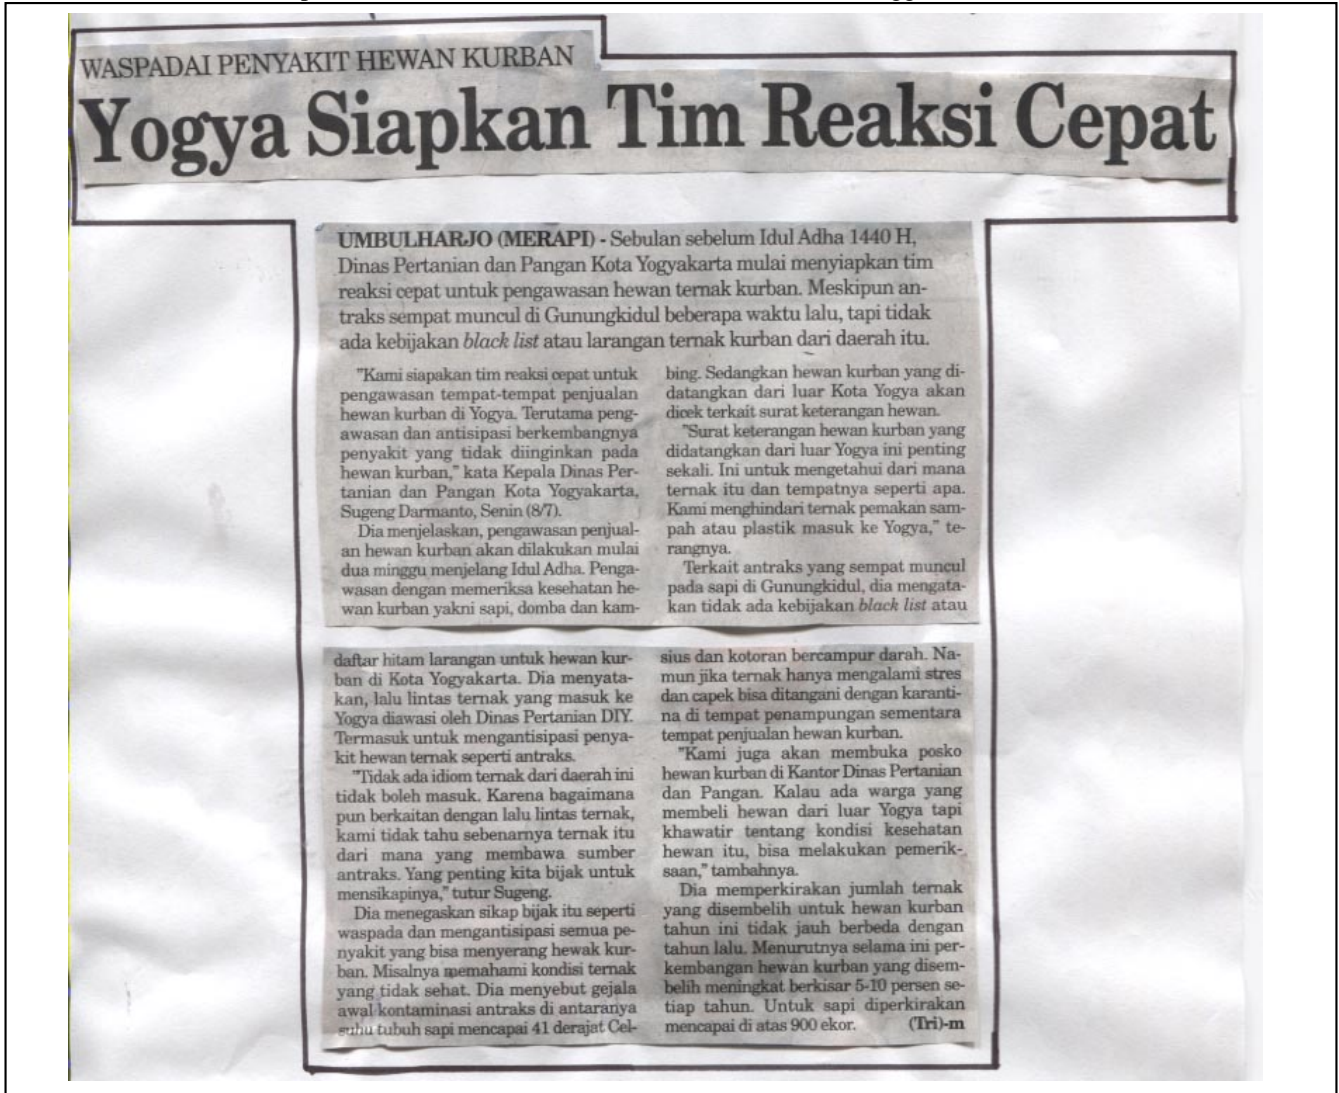 WASPADAI PENYAKIT HEWAN KURBAN
Yogya Siapkan Tim Reaksi Cepat
UMBULHARJO (MERAPI) - Sebulan sebelum Idul Adha 1440 H,
Dinas Pertanian dan Pangan Kota Yogyakarta mulai menyiapkan tim
reaksi cepat untuk pengawasan hewan ternak kurban. Meskipun an-
traks sempat muncul di Gunungkidul beberapa waktu lalu, tapi tidak
ada kebijakan black list atau larangan ternak kurban dari daerah itu.
"Kami siapakan tim reaksi cepat untuk
pengawasan tempat-tempat penjualan
hewan kurban di Yogya. Terutama peng-
awasan dan antisipasi berkembangnya
penyakit yang tidak diinginkan pada
hewan kurban," kata Kepala Dinas Per-
tanian dan Pangan Kota Yogyakarta,
Sugeng Darmanto, Senin (8/7).
Dia menjelaskan, pengawasan penjual-
an hewan kurban akan dilakukan mulai
dua minggu menjelang Idul Adha. Penga-
wasan dengan memeriksa kesehatan he-
wan kurban yakni sapi, domba dan kam-
bing. Sedangkan hewan kurban yang di-
datangkan dari luar Kota Yogya akan
dicek terkait surat keterangan hewan.
"Surat keterangan hewan kurban yang
didatangkan dari luar Yogya ini penting
sekali. Ini untuk mengetahui dari mana
ternak itu dan tempatnya seperti apa.
Kami menghindari ternak pemakan sam-
pah atau plastik masuk ke Yogya," te-
rangnya.
Terkait antraks yang sempat muncul
pada sapi di Gunungkidul, dia mengata-
kan tidak ada kebijakan black list atau
daftar hitam larangan untuk hewan kur-
ban di Kota Yogyakarta. Dia menyata-
kan, lalu lintas ternak yang masuk ke
Yogya diawasi oleh Dinas Pertanian DIY.
Termasuk untuk mengantisipasi penya-
kit hewan ternak seperti antraks.
"Tidak ada idiom ternak dari daerah ini
tidak boleh masuk. Karena bagaimana
pun berkaitan dengan lalu lintas ternak,
kami tidak tahu sebenarnya ternak itu
dari mana yang membawa sumber
antraks. Yang penting kita bijak untuk
mensikapinya," tutur Sugeng.
Dia menegaskan sikap bijak itu seperti
waspada dan mengantisipasi semua pe-
nyakit yang bisa menyerang hewak kur-
ban. Misalnya memahami kondisi ternak
yang tidak sehat. Dia menyebut gejala
awal kontaminasi antraks di antaranya
suhu tubuh sapi mencapai 41 derajat Cel-
sius dan kotoran bercampur darah. Na-
mun jika ternak hanya mengalami stres
dan capek bisa ditangani dengan karanti-
na di tempat penampungan sementara
tempat penjualan hewan kurban.
"Kami juga akan membuka posko
hewan kurban di Kantor Dinas Pertanian
dan Pangan. Kalau ada warga yang
membeli hewan dari luar Yogya tapi
khawatir tentang kondisi kesehatan
hewan itu, bisa melakukan pemerik-
saan," tambahnya.
Dia memperkirakan jumlah ternak
yang disembelih untuk hewan kurban
tahun ini tidak jauh berbeda dengan
tahun lalu. Menurutnya selama ini per-
kembangan hewan kurban yang disem-
belih meningkat berkisar 5-10 persen se-
tiap tahun. Untuk sapi diperkirakan
mencapai di atas 900 ekor. (Tri)-m